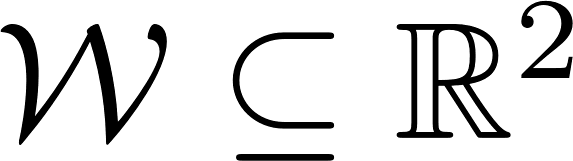 𝒲 ⊆ ℝ²